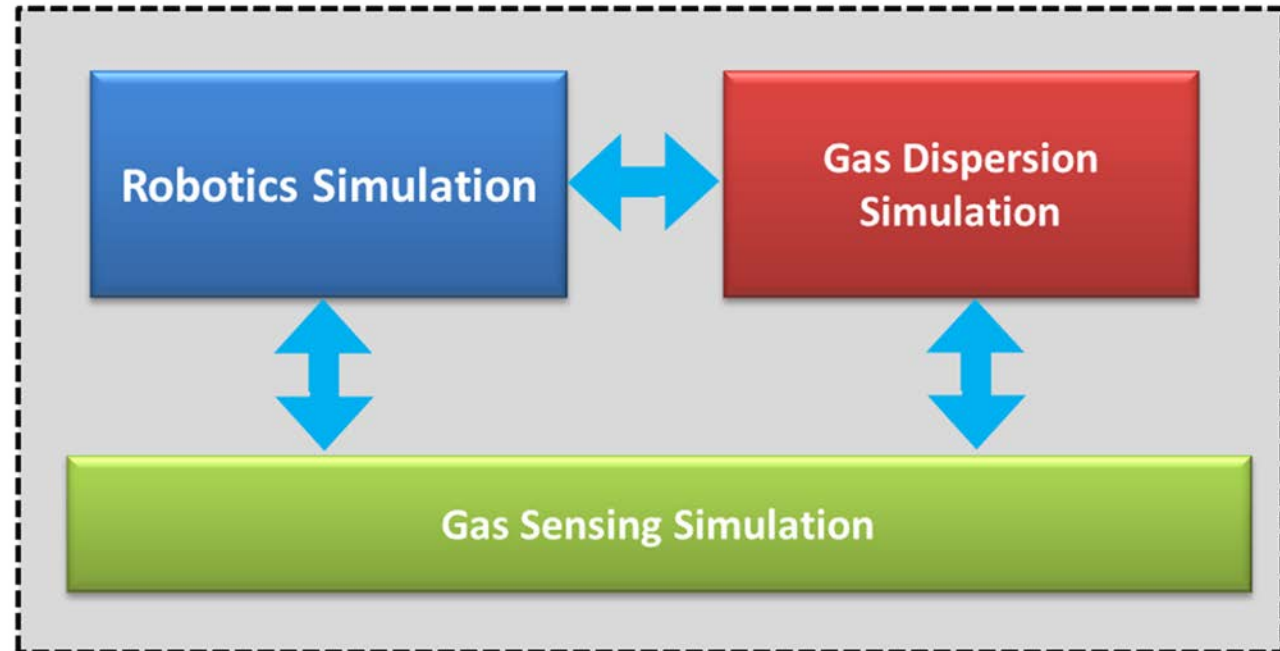 Robotics Simulation
Gas Dispersion
Simulation
Gas Sensing Simulation